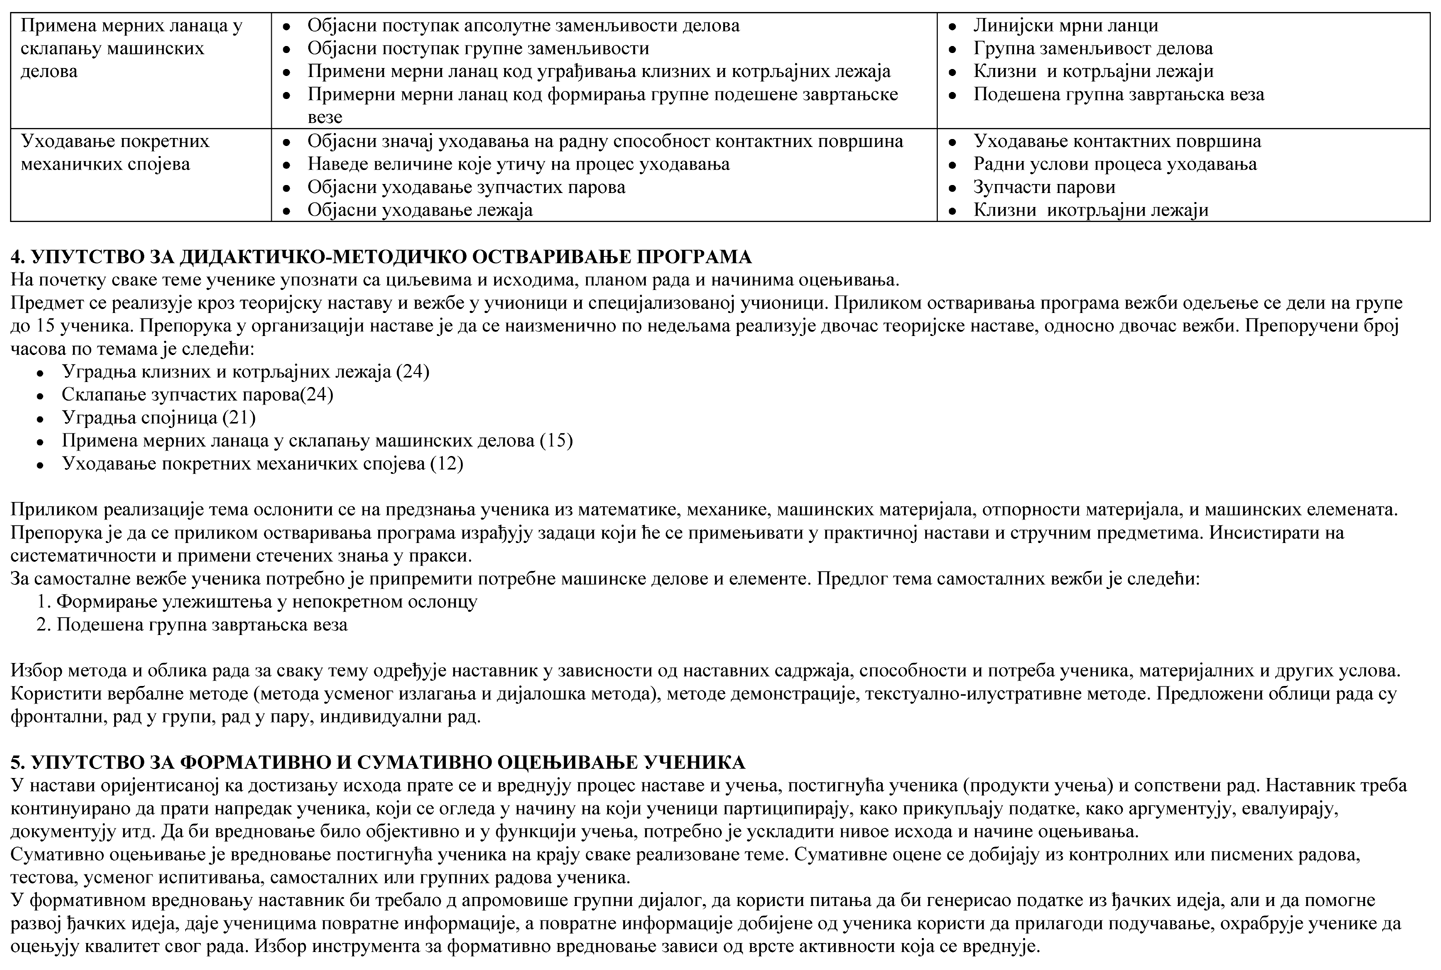 Примена мерних ланаца у
склапању машинских
делова
• Објасни поступак апсолутне заменљивости делова
• Објасни поступак групне заменљивости
• Примени мерни ланац код уграђивања клизних и котрљајних лежаја
• Примерни мерни ланац код формирања групне подешене завртањске
везе
• Линијски мрни ланци
• Групна заменљивост делова
• Клизни и котрљајни лежаји
• Подешена групна завртањска веза
Уходавање покретних
механичких спојева
• Објасни значај уходавања на радну способност контактних површина
• Наведе величине које утичу на процес уходавања
• Објасни уходавање зупчастих парова
• Објасни уходавање лежаја
• Уходавање контактних површина
• Радни услови процеса уходавања
• Зупчасти парови
• Клизни икотрљајни лежаји
4. УПУТСТВО ЗА ДИДАКТИЧКО-МЕТОДИЧКО ОСТВАРИВАЊЕ ПРОГРАМА
На почетку сваке теме ученике упознати са циљевима и исходима, планом рада и начинима оцењивања.
Предмет се реализује кроз теоријску наставу и вежбе у учионици и специјализованој учионици. Приликом остваривања програма вежби одељење се дели на групе
до 15 ученика. Препорука у организацији наставе је да се наизменично по недељама реализује двочас теоријске наставе, односно двочас вежби. Препоручени број
часова по темама је следећи:
• Уградња клизних и котрљајних лежаја (24)
• Склапање зупчастих парова(24)
• Уградња спојница (21)
• Примена мерних ланаца у склапању машинских делова (15)
• Уходавање покретних механичких спојева (12)
Приликом реализације тема ослонити се на предзнања ученика из математике, механике, машинских материјала, отпорности материјала, и машинских елемената.
Препорука је да се приликом остваривања програма израђују задаци који ће се примењивати у практичној настави и стручним предметима. Инсистирати на
систематичности и примени стечених знања у пракси.
За самосталне вежбе ученика потребно је припремити потребне машинске делове и елементе. Предлог тема самосталних вежби је следећи:
1. Формирање улежиштења у непокретном ослонцу
2. Подешена групна завртањска веза
Избор метода и облика рада за сваку тему одређује наставник у зависности од наставних садржаја, способности и потреба ученика, материјалних и других услова.
Користити вербалне методе (метода усменог излагања и дијалошка метода), методе демонстрације, текстуално-илустративне методе. Предложени облици рада су
фронтални, рад у групи, рад у пару, индивидуални рад.
5. УПУТСТВО ЗА ФОРМАТИВНО И СУМАТИВНО ОЦЕЊИВАЊЕ УЧЕНИКА
У настави оријентисаној ка достизању исхода прате се и вреднују процес наставе и учења, постигнућа ученика (продукти учења) и сопствени рад. Наставник треба
континуирано да прати напредак ученика, који се огледа у начину на који ученици партиципирају, како прикупљају податке, како аргументују, евалуирају,
документују итд. Да би вредновање било објективно и у функцији учења, потребно је ускладити нивое исхода и начине оцењивања.
Сумативно оцењивање је вредновање постигнућа ученика на крају сваке реализоване теме. Сумативне оцене се добијају из контролних или писмених радова,
тестова, усменог испитивања, самосталних или групних радова ученика.
У формативном вредновању наставник би требало д апромовише групни дијалог, да користи питања да би генерисао податке из ђачких идеја, али и да помогне
развој ђачких идеја, даје ученицима повратне информације, а повратне информације добијене од ученика користи да прилагоди подучавање, охрабрује ученике да
оцењују квалитет свог рада. Избор инструмента за формативно вредновање зависи од врсте активности која се вреднује.